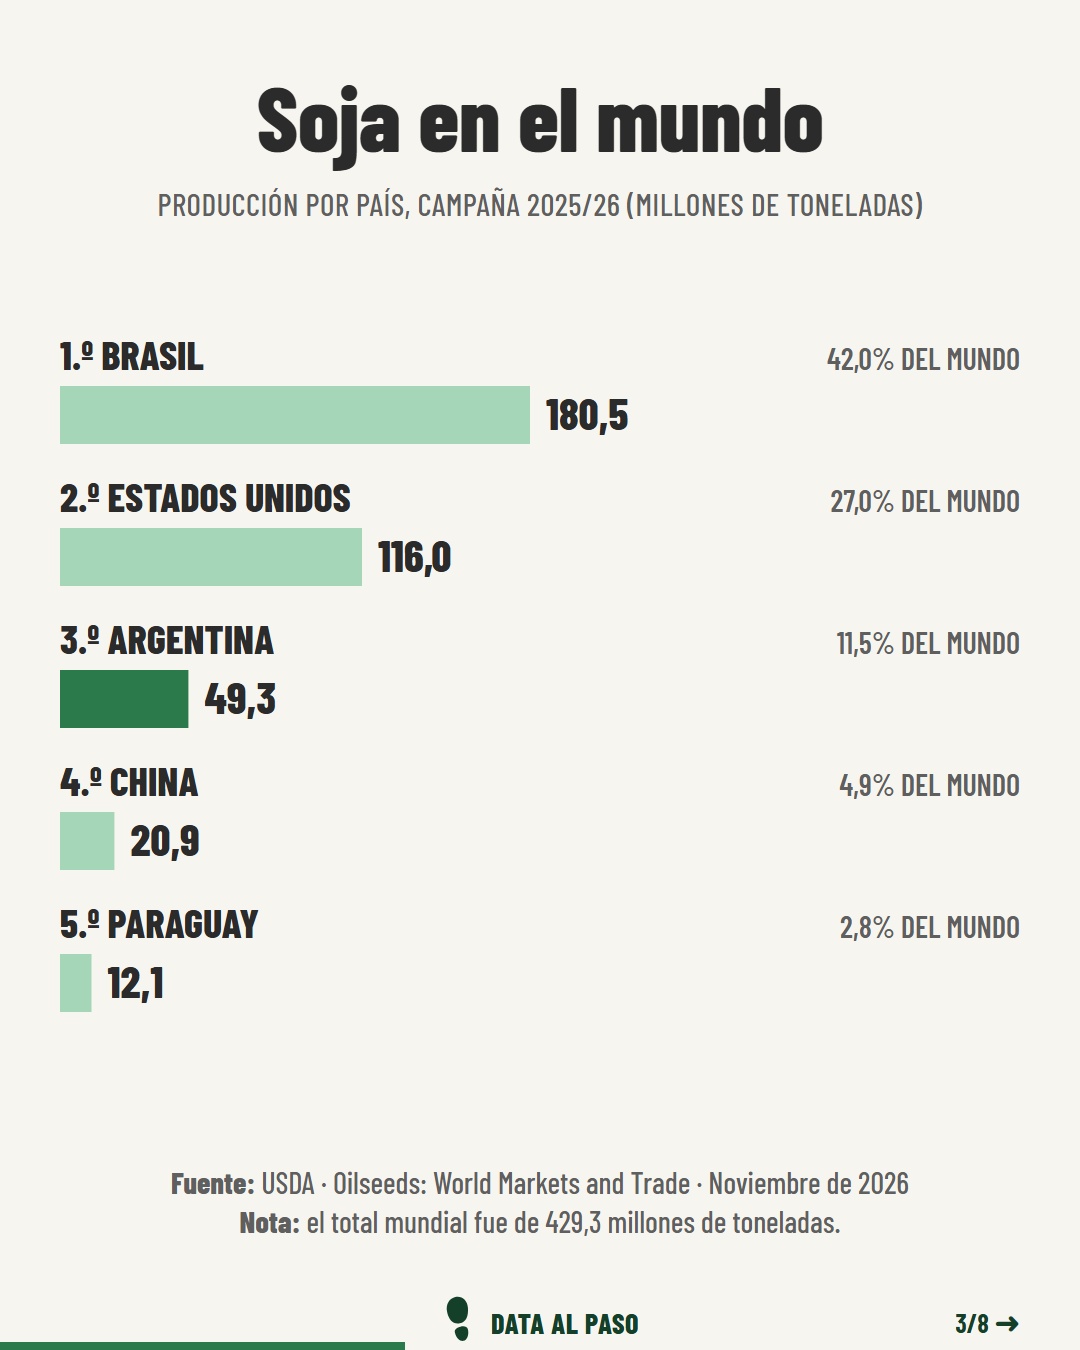 Soja en el mundo
PRODUCCIÓN POR PAÍS, CAMPAÑA 2025/26 (MILLONES DE TONELADAS)
1.º BRASIL
42,0% DEL MUNDO
180,5
2.º ESTADOS UNIDOS
27,0% DEL MUNDO
116,0
3.º ARGENTINA
11,5% DEL MUNDO
49,3
4.º CHINA
4,9% DEL MUNDO
20,9
5.º PARAGUAY
2,8% DEL MUNDO
12,1
Fuente: USDA · Oilseeds: World Markets and Trade · Noviembre de 2026
Nota: el total mundial fue de 429,3 millones de toneladas.
DATA AL PASO
3/8 →